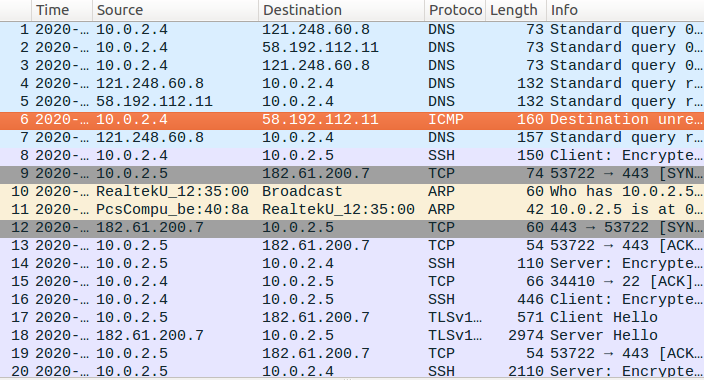 Time Source Destination Protoco Length Info
1 2020-… 10.0.2.4 121.248.60.8 DNS 73 Standard query 0…
2 2020-… 10.0.2.4 58.192.112.11 DNS 73 Standard query 0…
3 2020-… 10.0.2.4 121.248.60.8 DNS 73 Standard query 0…
4 2020-… 121.248.60.8 10.0.2.4 DNS 132 Standard query r…
5 2020-… 58.192.112.11 10.0.2.4 DNS 132 Standard query r…
6 2020-… 10.0.2.4 58.192.112.11 ICMP 160 Destination unre…
7 2020-… 121.248.60.8 10.0.2.4 DNS 157 Standard query r…
8 2020-… 10.0.2.4 10.0.2.5 SSH 150 Client: Encrypte…
9 2020-… 10.0.2.5 182.61.200.7 TCP 74 53722 → 443 [SYN…
10 2020-… RealtekU_12:35:00 Broadcast ARP 60 Who has 10.0.2.5…
11 2020-… PcsCompu_be:40:8a RealtekU_12:35:00 ARP 42 10.0.2.5 is at 0…
12 2020-… 182.61.200.7 10.0.2.5 TCP 60 443 → 53722 [SYN…
13 2020-… 10.0.2.5 182.61.200.7 TCP 54 53722 → 443 [ACK…
14 2020-… 10.0.2.5 10.0.2.4 SSH 110 Server: Encrypte…
15 2020-… 10.0.2.4 10.0.2.5 TCP 66 34410 → 22 [ACK]…
16 2020-… 10.0.2.4 10.0.2.5 SSH 446 Client: Encrypte…
17 2020-… 10.0.2.5 182.61.200.7 TLSv1… 571 Client Hello
18 2020-… 182.61.200.7 10.0.2.5 TLSv1… 2974 Server Hello
19 2020-… 10.0.2.5 182.61.200.7 TCP 54 53722 → 443 [ACK…
20 2020-… 10.0.2.5 10.0.2.4 SSH 2110 Server: Encrypte…